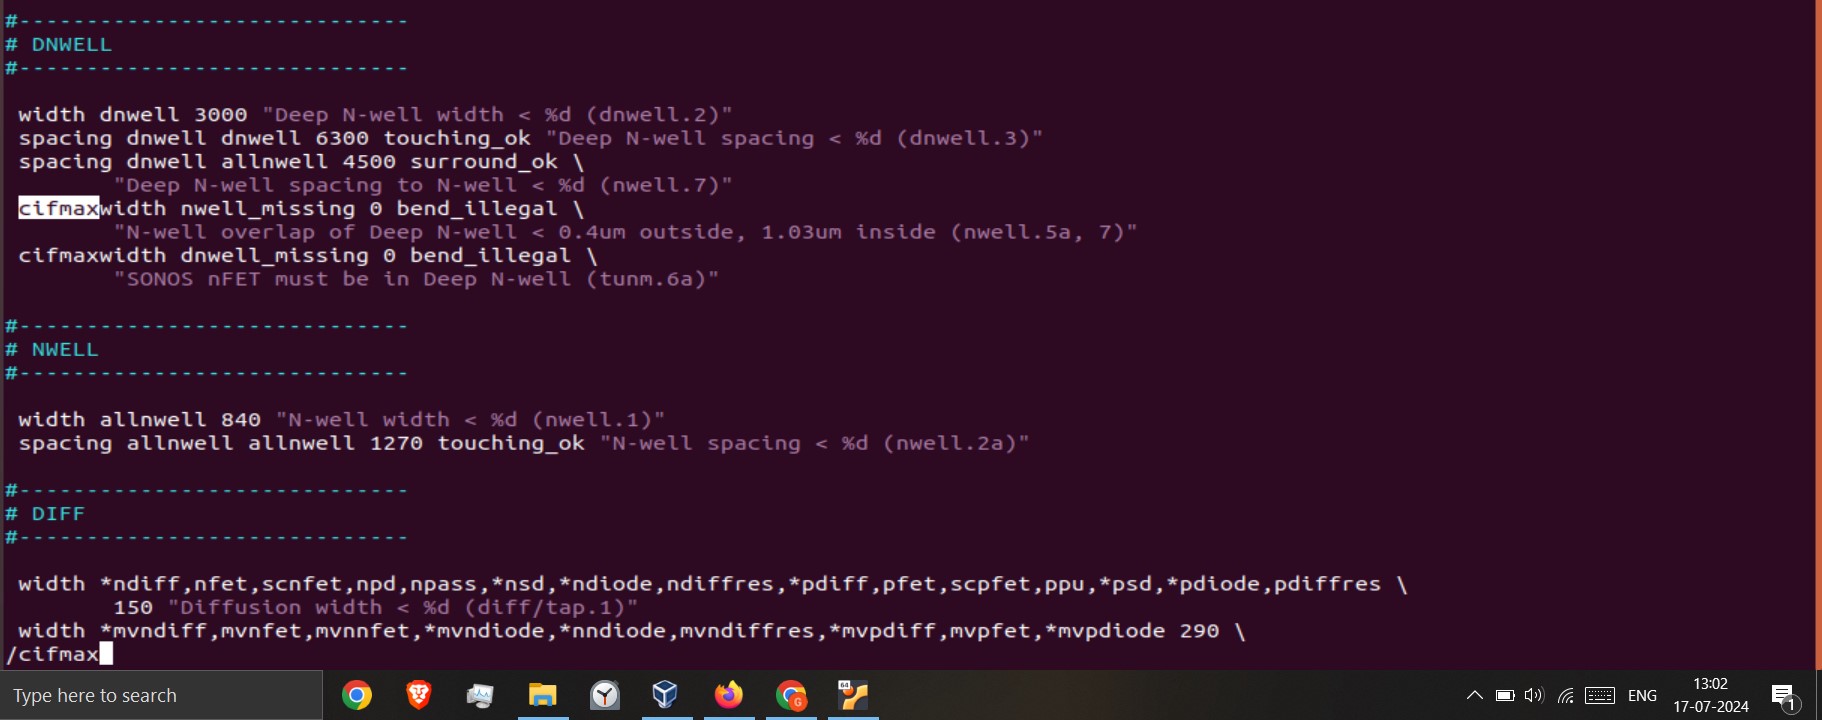 #-----------------------------
# DNWELL
#-----------------------------
width dnwell 3000 "Deep N-well width < %d (dnwell.2)"
spacing dnwell dnwell 6300 touching_ok "Deep N-well spacing < %d (dnwell.3)"
spacing dnwell allnwell 4500 surround_ok \
"Deep N-well spacing to N-well < %d (nwell.7)"
cifmaxwidth nwell_missing 0 bend_illegal \
"N-well overlap of Deep N-well < 0.4um outside, 1.03um inside (nwell.5a, 7)"
cifmaxwidth dnwell_missing 0 bend_illegal \
"SONOS nFET must be in Deep N-well (tunm.6a)"
#-----------------------------
# NWELL
#-----------------------------
width allnwell 840 "N-well width < %d (nwell.1)"
spacing allnwell allnwell 1270 touching_ok "N-well spacing < %d (nwell.2a)"
#-----------------------------
# DIFF
#-----------------------------
width *ndiff,nfet,scnfet,npd,npass,*nsd,*ndiode,ndiffres,*pdiff,pfet,scpfet,ppu,*psd,*pdiode,pdiffres \
150 "Diffusion width < %d (diff/tap.1)"
width *mvndiff,mvnfet,mvnnfet,*mvndiode,*nndiode,mvndiffres,*mvpdiff,mvpfet,*mvpdiode 290 \
/cifmax
Type here to search
64
G
ENG
13:02
17-07-2024
1